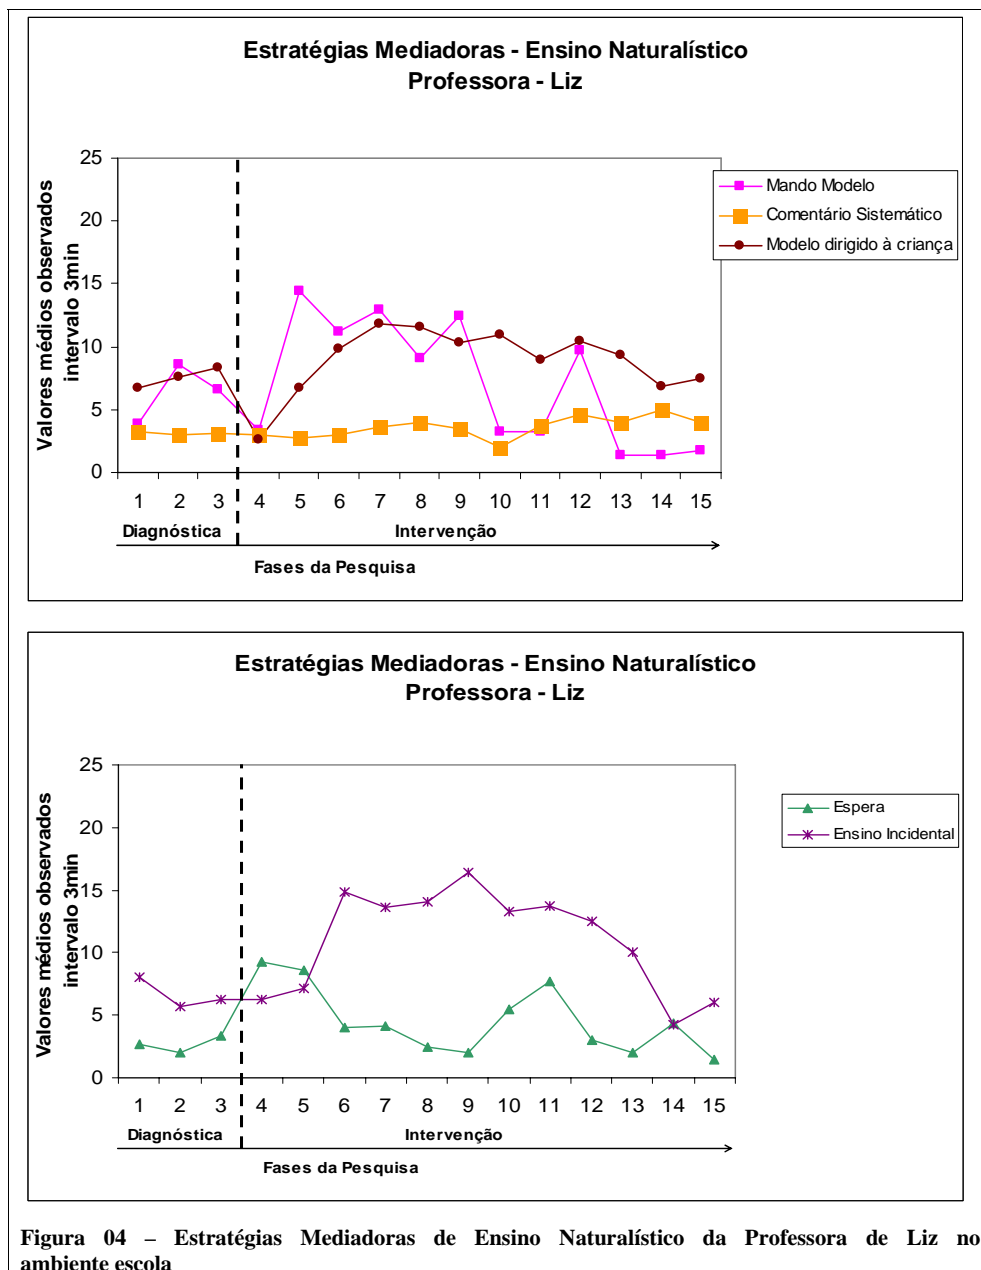 Estratégias Mediadoras - Ensino Naturalístico
Professora - Liz
Valores médios observados
intervalo 3min
25
20
15
10
5
0
Mando Modelo
Comentário Sistemático
Modelo dirigido à criança
1 2 3 4 5 6 7 8 9 10 11 12 13 14 15
Diagnóstica Intervenção
Fases da Pesquisa
Estratégias Mediadoras - Ensino Naturalístico
Professora - Liz
Valores médios observados
intervalo 3min
25
20
15
10
5
0
Espera
Ensino Incidental
1 2 3 4 5 6 7 8 9 10 11 12 13 14 15
Diagnóstica Intervenção
Fases da Pesquisa
Figura 04 – Estratégias Mediadoras de Ensino Naturalístico da Professora de Liz no
ambiente escola